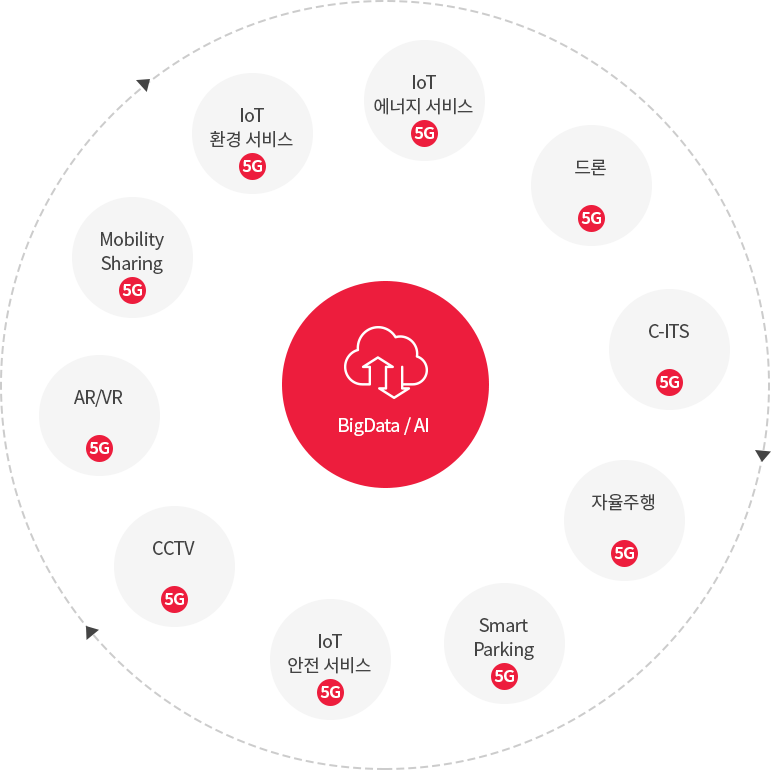 IoT
에너지 서비스
5G
IoT
환경 서비스
5G
드론
5G
Mobility
Sharing
5G
C-ITS
5G
AR/VR
5G
BigData / AI
자율주행
5G
CCTV
5G
Smart
Parking
5G
IoT
안전 서비스
5G